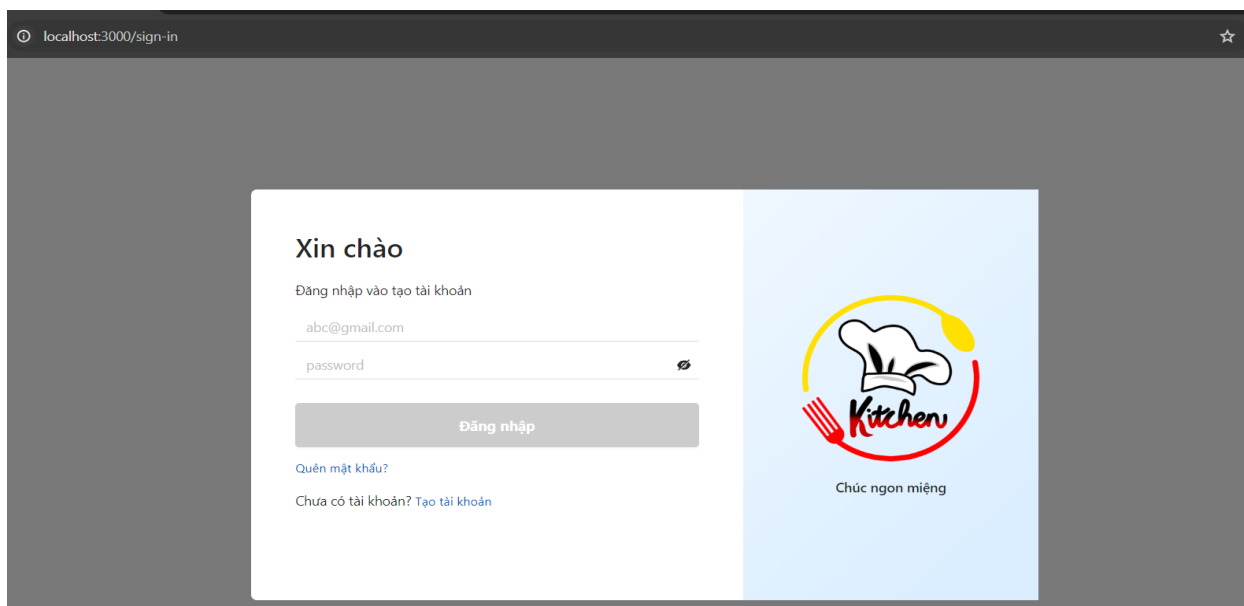 localhost:3000/sign-in
Xin chào
Đăng nhập vào tạo tài khoản
abc@gmail.com
password
Đăng nhập
Quên mật khẩu?
Chưa có tài khoản? Tạo tài khoản
Kitchen
Chúc ngon miệng